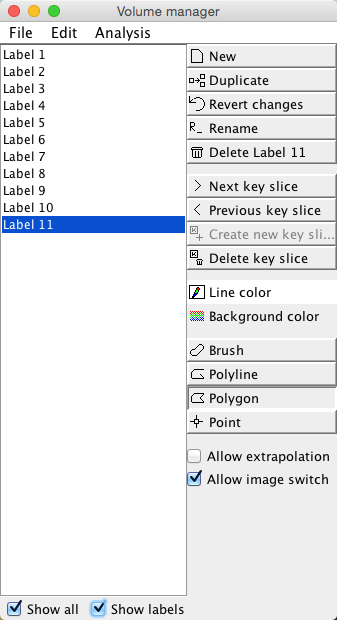 Volume manager
File Edit Analysis
Label 1
Label 2
Label 3
Label 4
Label 5
Label 6
Label 7
Label 8
Label 9
Label 10
Label 11
New
Duplicate
Revert changes
R_ Rename
Delete Label 11
Next key slice
Previous key slice
K Create new key sli...
K Delete key slice
Line color
Background color
Brush
Polyline
Polygon
Point
Allow extrapolation
Allow image switch
Show all Show labels